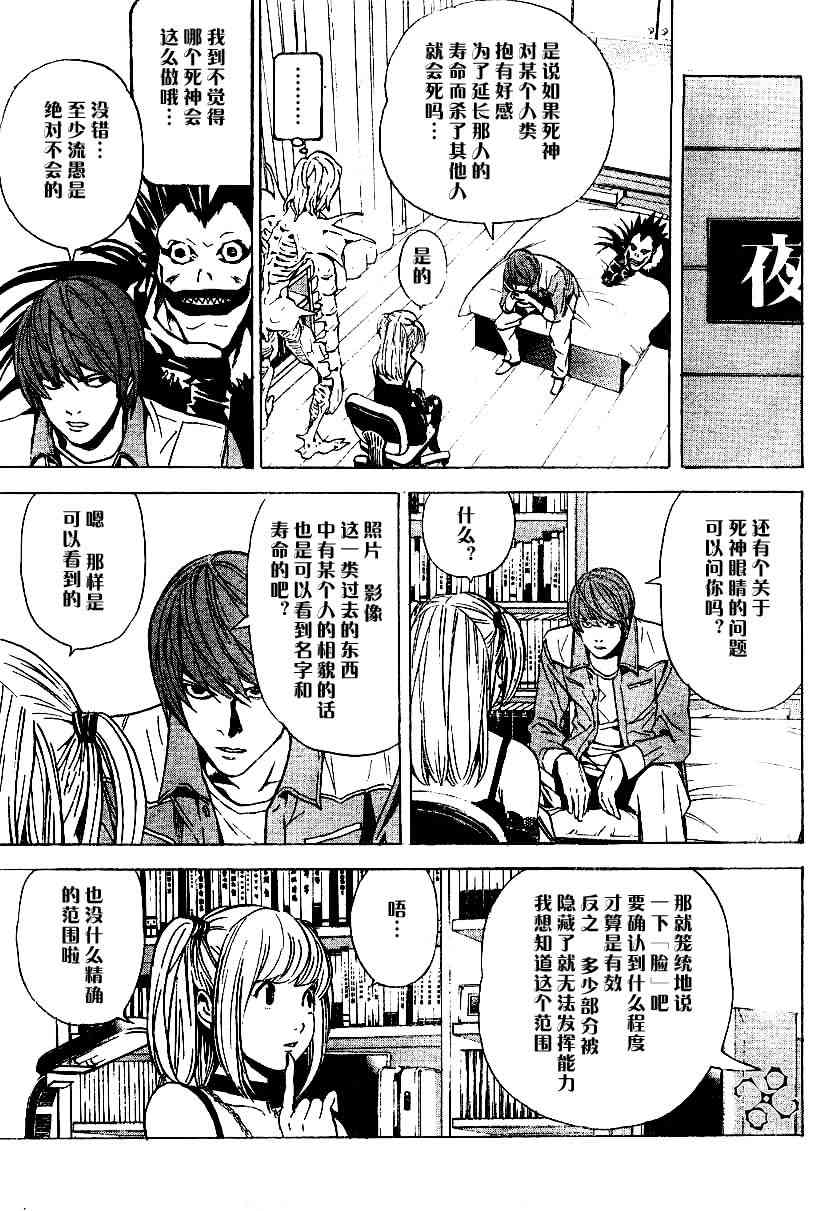 夜
是说如果死神
对某个人类
抱有好感
为了延长那人的
寿命而杀了其他人
就会死吗…
是的
………
我到不觉得
哪个死神会
这么做哦…
没错…
至少流愚是
绝对不会的
还有个关于
死神眼睛的问题
可以问你吗？
什么？
照片 影像
这一类过去的东西
中有某个人的相貌的话
也是可以看到名字和
寿命的吧？
嗯 那样是
可以看到的
那就笼统地说
一下「脸」吧
要确认到什么程度
才算是有效
反之 多少部分被
隐藏了就无法发挥能力
我想知道这个范围
唔…
也没什么精确
的范围啦